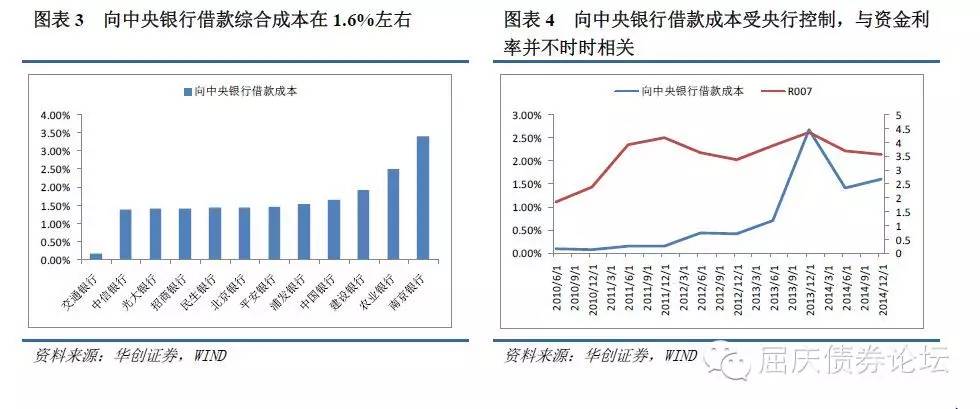 图表 3 向中央银行借款综合成本在 1.6%左右
向中央银行借款成本
4.00%
3.50%
3.00%
2.50%
2.00%
1.50%
1.00%
0.50%
0.00%
交通银行
中信银行
光大银行
招商银行
民生银行
北京银行
平安银行
浦发银行
中国银行
建设银行
农业银行
南京银行
资料来源：华创证券，WIND
图表 4 向中央银行借款成本受央行控制，与资金利
率并不时时相关
向中央银行借款成本 R007
3.00%
2.50%
2.00%
1.50%
1.00%
0.50%
0.00%
5
4.5
4
3.5
3
2.5
2
1.5
1
0.5
0
2010/6/1
2010/9/1
2010/12/1
2011/3/1
2011/6/1
2011/9/1
2011/12/1
2012/3/1
2012/6/1
2012/9/1
2012/12/1
2013/3/1
2013/6/1
2013/9/1
2013/12/1
2014/3/1
2014/6/1
2014/9/1
2014/12/1
资料来源：华创证券，WIND
屈庆债券论坛